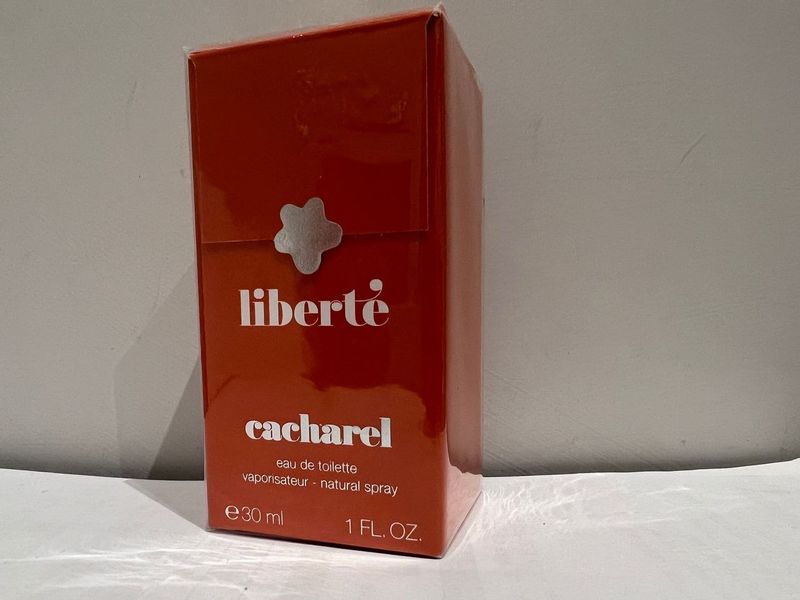 liberté
cacharel
eau de toilette
vaporisateur - natural spray
℮30 ml 1 FL. OZ.